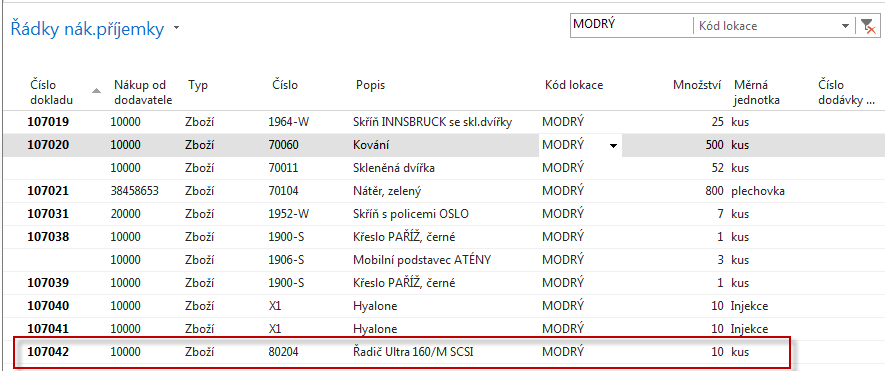 Řádky nák.příjemky
MODRÝ Kód lokace
Číslo dokladu Nákup od dodavatele Typ Číslo Popis Kód lokace Množství Měrná jednotka Číslo dodávky ...
107019 10000 Zboží 1964-W Skříň INNSBRUCK se skl.dvířky MODRÝ 25 kus
107020 10000 Zboží 70060 Kování MODRÝ 500 kus
10000 Zboží 70011 Skleněná dvířka MODRÝ 52 kus
107021 38458653 Zboží 70104 Nátěr, zelený MODRÝ 800 plechovka
107031 20000 Zboží 1952-W Skříň s policemi OSLO MODRÝ 7 kus
107038 10000 Zboží 1900-S Křeslo PAŘÍŽ, černé MODRÝ 1 kus
10000 Zboží 1906-S Mobilní podstavec ATÉNY MODRÝ 3 kus
107039 10000 Zboží 1900-S Křeslo PAŘÍŽ, černé MODRÝ 1 kus
107040 10000 Zboží X1 Hyalone MODRÝ 10 Injekce
107041 10000 Zboží X1 Hyalone MODRÝ 10 Injekce
107042 10000 Zboží 80204 Řadič Ultra 160/M SCSI MODRÝ 10 kus